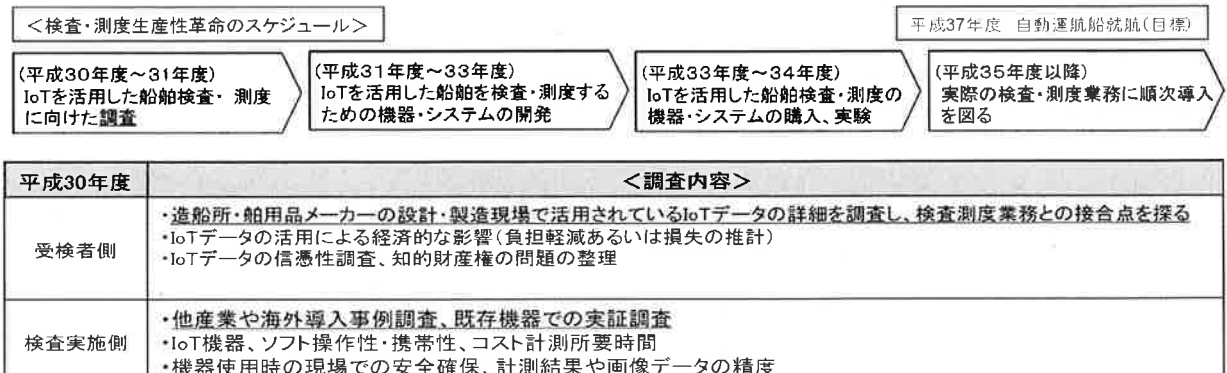 <検査・測度生産性革命のスケジュール>
平成37年度 自動運航船就航(目標)
(平成30年度~31年度)
IoTを活用した船舶検査・ 測度
に向けた調査
(平成31年度~33年度)
IoTを活用した船舶を検査・測度する
ための機器・システムの開発
(平成33年度~34年度)
IoTを活用した船舶検査・測度の
機器・システムの購入、実験
(平成35年度以降)
実際の検査・測度業務に順次導入
を図る
平成30年度
<調査内容>
受検者側
・造船所・舶用品メーカーの設計・製造現場で活用されているIoTデータの詳細を調査し、検査測度業務との接合点を探る
・IoTデータの活用による経済的な影響(負担軽減あるいは損失の推計)
・IoTデータの信憑性調査、知的財産権の問題の整理
検査実施側
・他産業や海外導入事例調査、既存機器での実証調査
・IoT機器、ソフト操作性・携帯性、コスト計測所要時間
・機器使用時の現場での安全確保、計測結果や画像データの精度